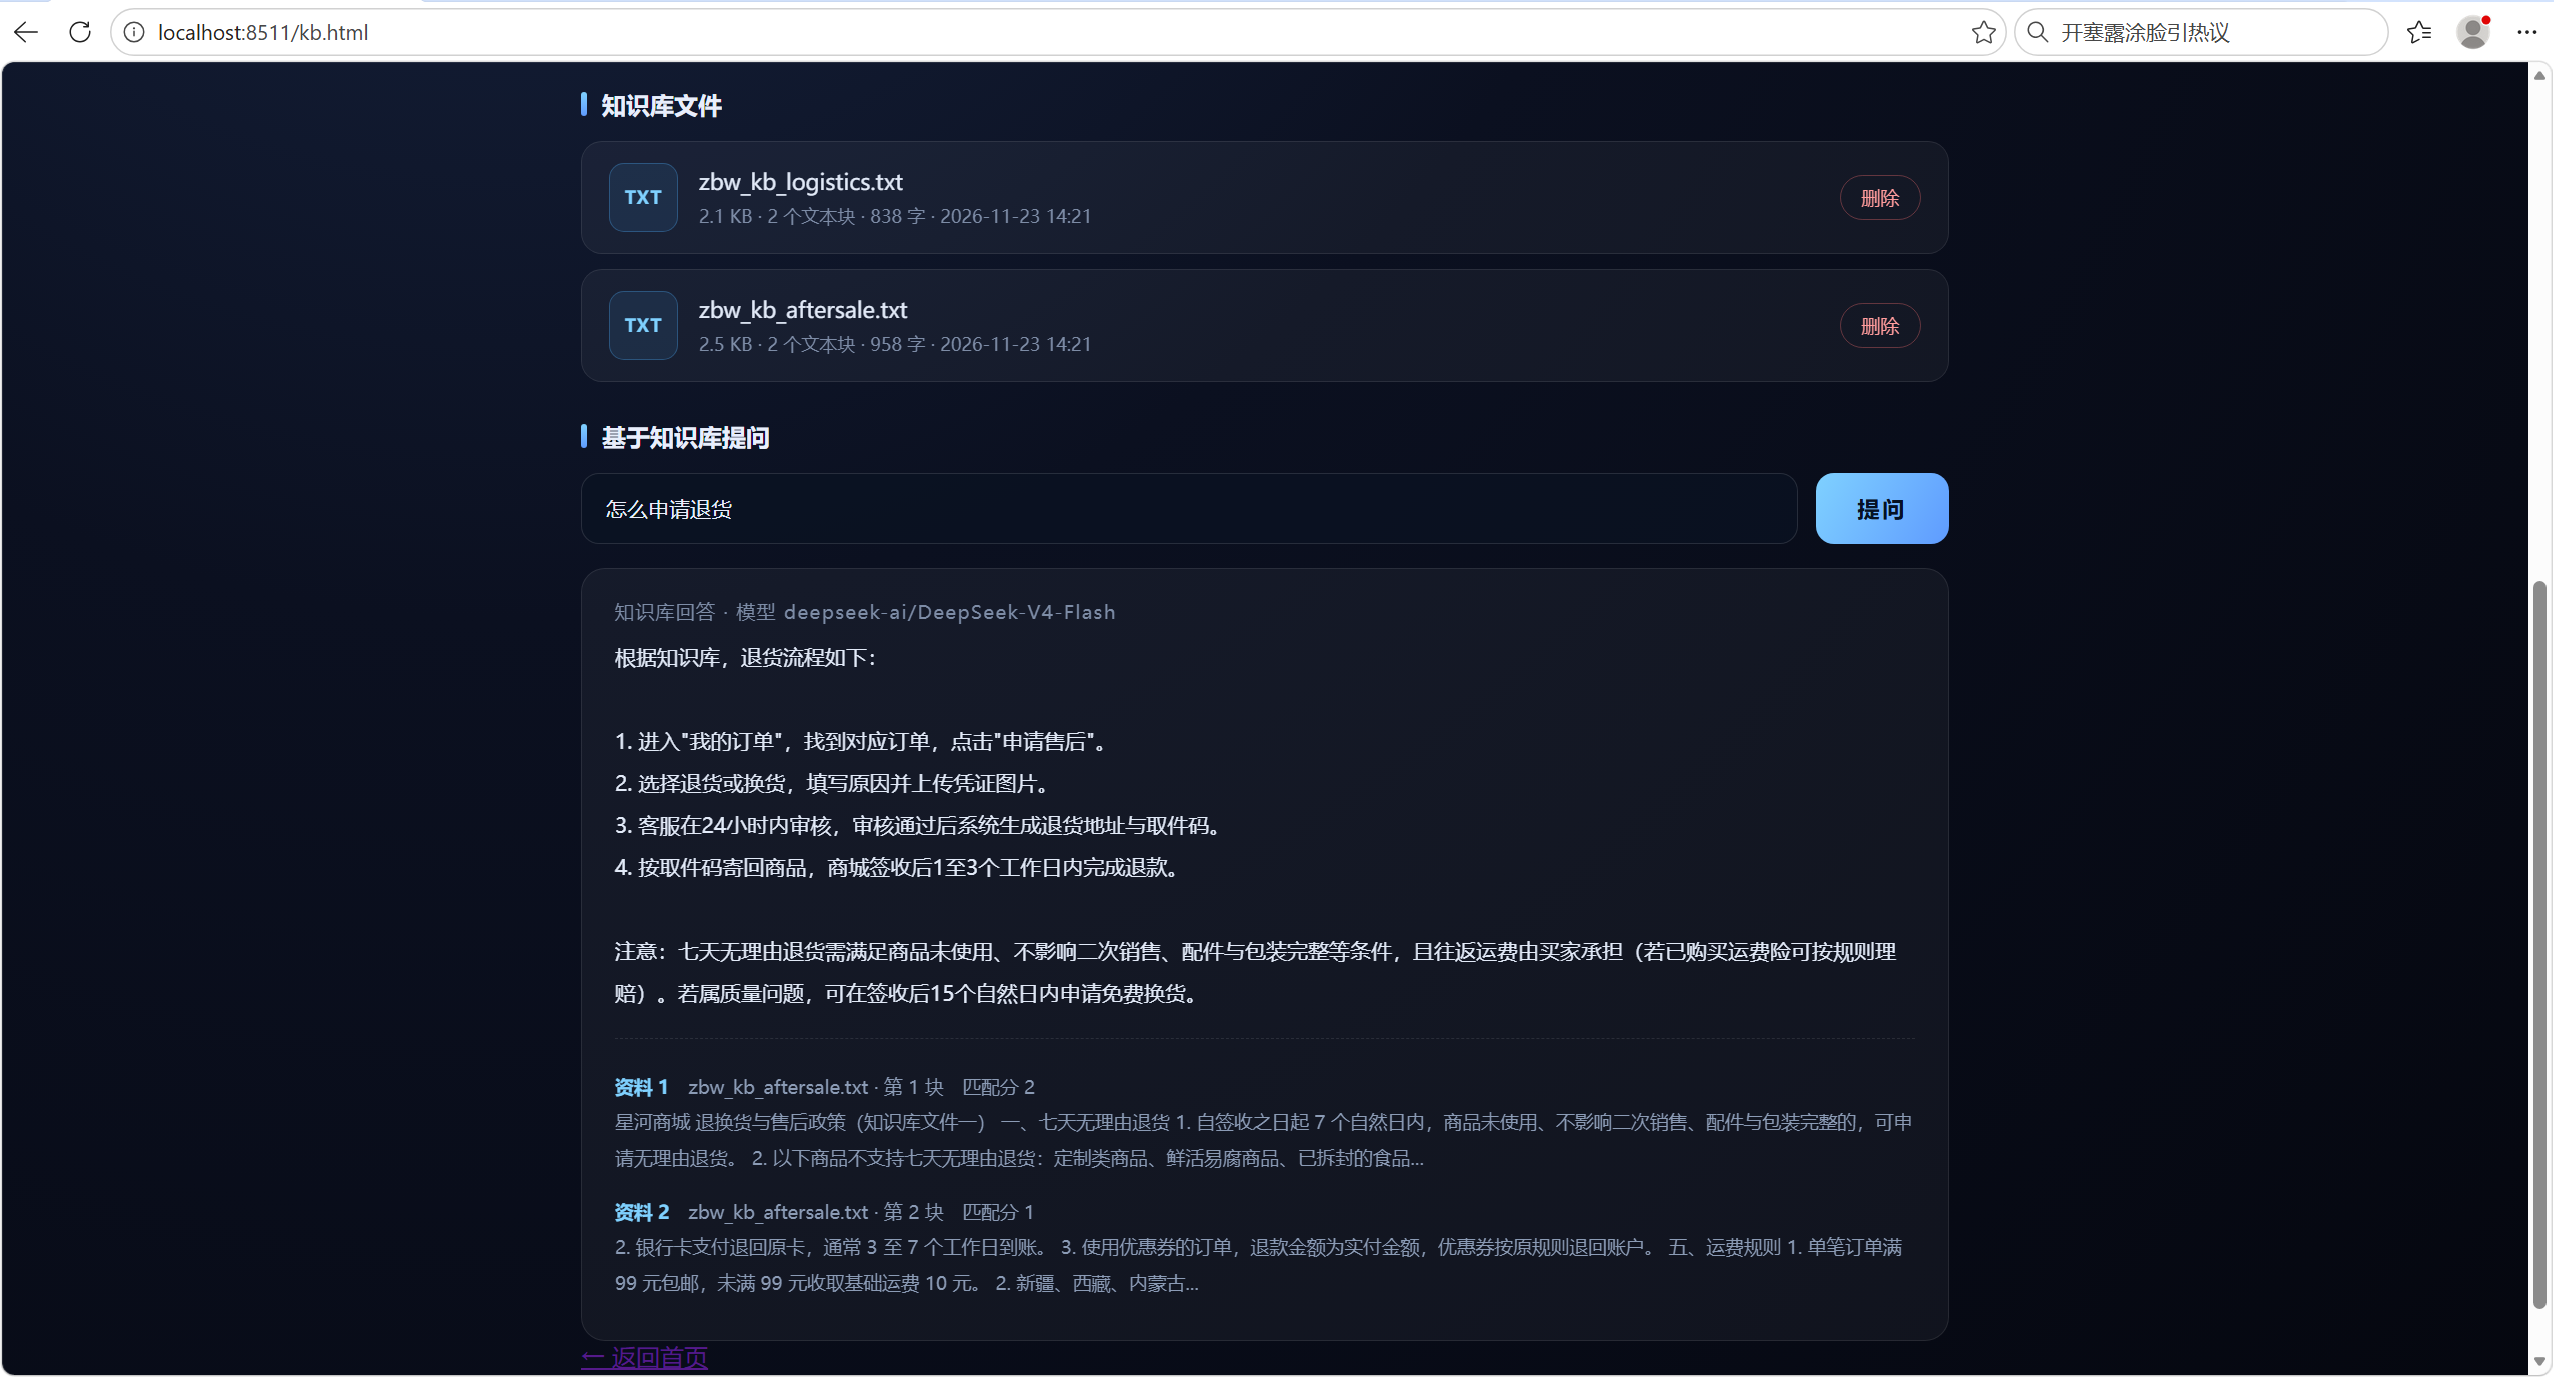 localhost:8511/kb.html
开塞露涂脸引热议
知识库文件
TXT
zbw_kb_logistics.txt
2.1 KB · 2 个文本块 · 838 字 · 2026-11-23 14:21
删除
TXT
zbw_kb_aftersale.txt
2.5 KB · 2 个文本块 · 958 字 · 2026-11-23 14:21
删除
基于知识库提问
怎么申请退货
提问
知识库回答 · 模型 deepseek-ai/DeepSeek-V4-Flash
根据知识库，退货流程如下：
1. 进入"我的订单"，找到对应订单，点击"申请售后"。
2. 选择退货或换货，填写原因并上传凭证图片。
3. 客服在24小时内审核，审核通过后系统生成退货地址与取件码。
4. 按取件码寄回商品，商城签收后1至3个工作日内完成退款。
注意：七天无理由退货需满足商品未使用、不影响二次销售、配件与包装完整等条件，且往返运费由买家承担（若已购买运费险可按规则理
赔）。若属质量问题，可在签收后15个自然日内申请免费换货。
资料 1 zbw_kb_aftersale.txt · 第 1 块 匹配分 2
星河商城 退换货与售后政策（知识库文件一） 一、七天无理由退货 1. 自签收之日起 7 个自然日内，商品未使用、不影响二次销售、配件与包装完整的，可申
请无理由退货。 2. 以下商品不支持七天无理由退货：定制类商品、鲜活易腐商品、已拆封的食品...
资料 2 zbw_kb_aftersale.txt · 第 2 块 匹配分 1
2. 银行卡支付退回原卡，通常 3 至 7 个工作日到账。 3. 使用优惠券的订单，退款金额为实付金额，优惠券按原规则退回账户。 五、运费规则 1. 单笔订单满
99 元包邮，未满 99 元收取基础运费 10 元。 2. 新疆、西藏、内蒙古...
← 返回首页